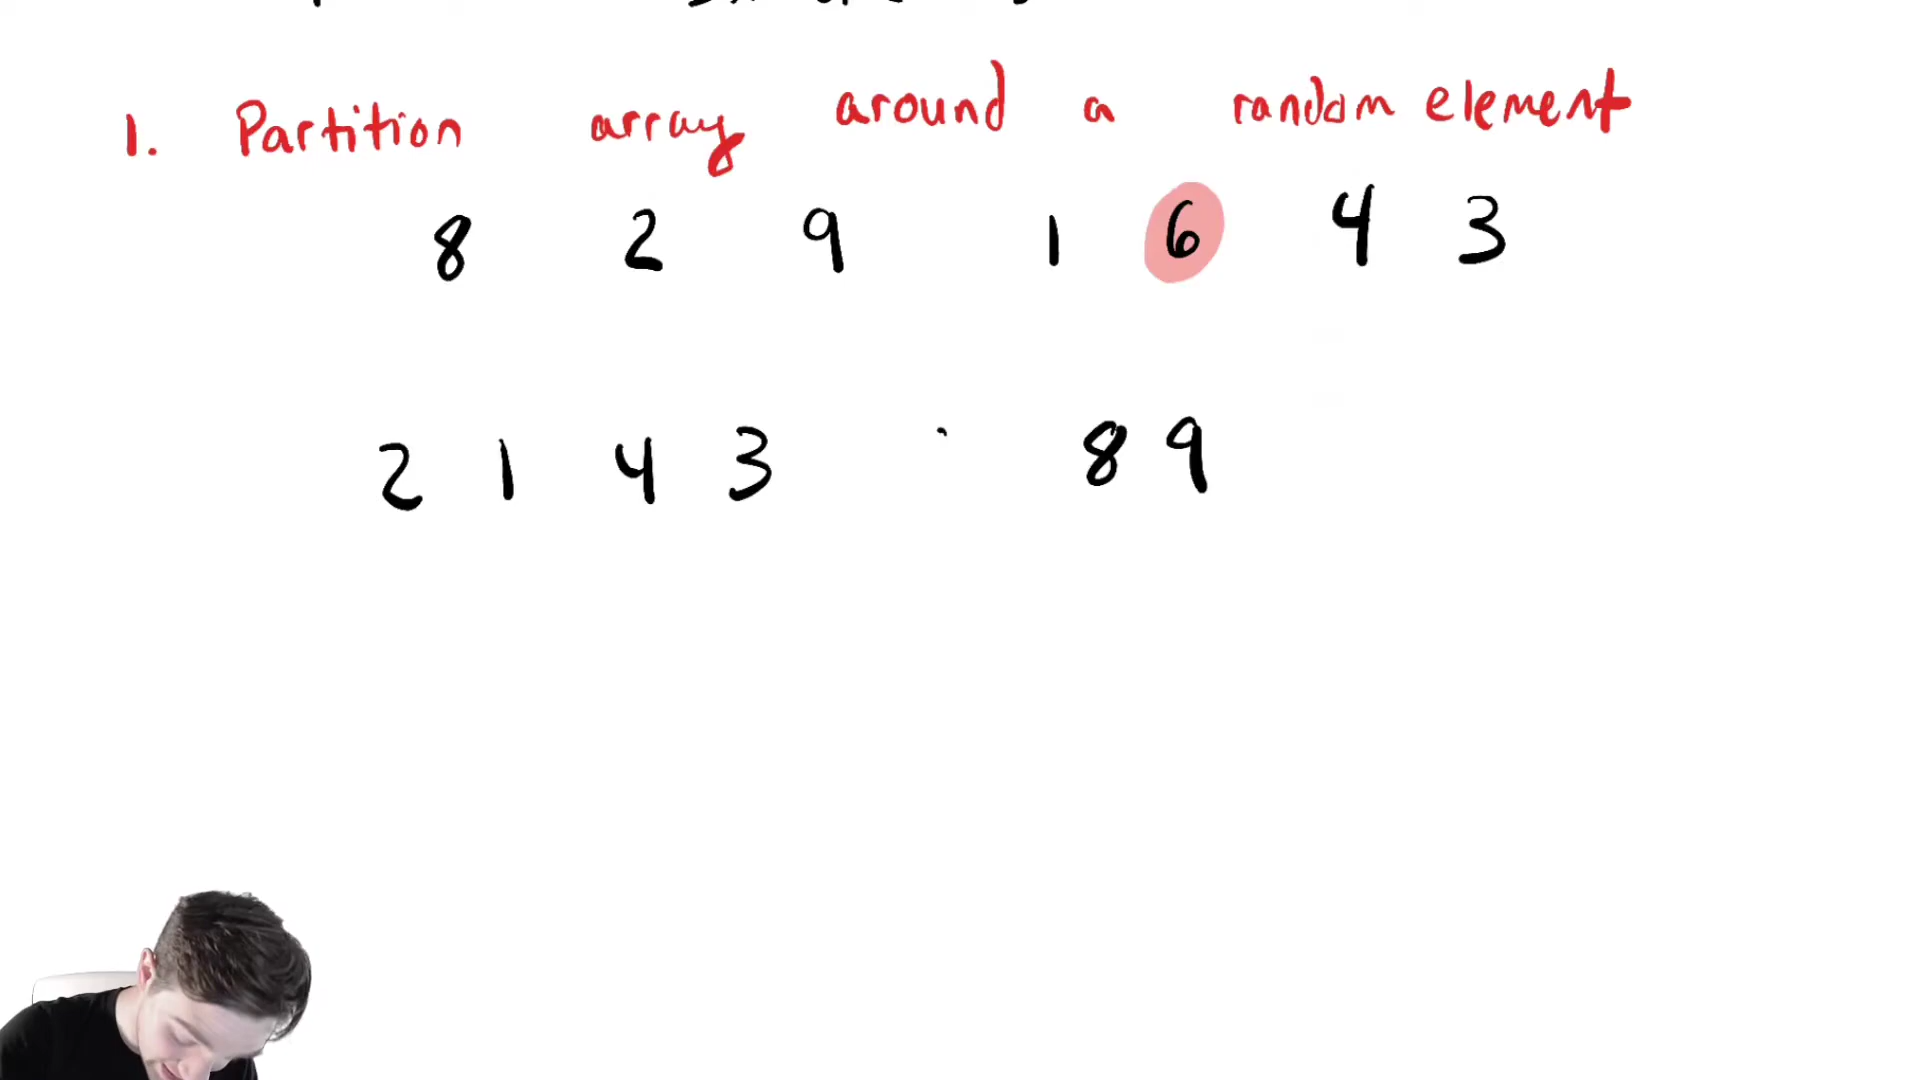 1. Partition array around a random element
8 2 9 1 6 4 3
2 1 4 3 8 9